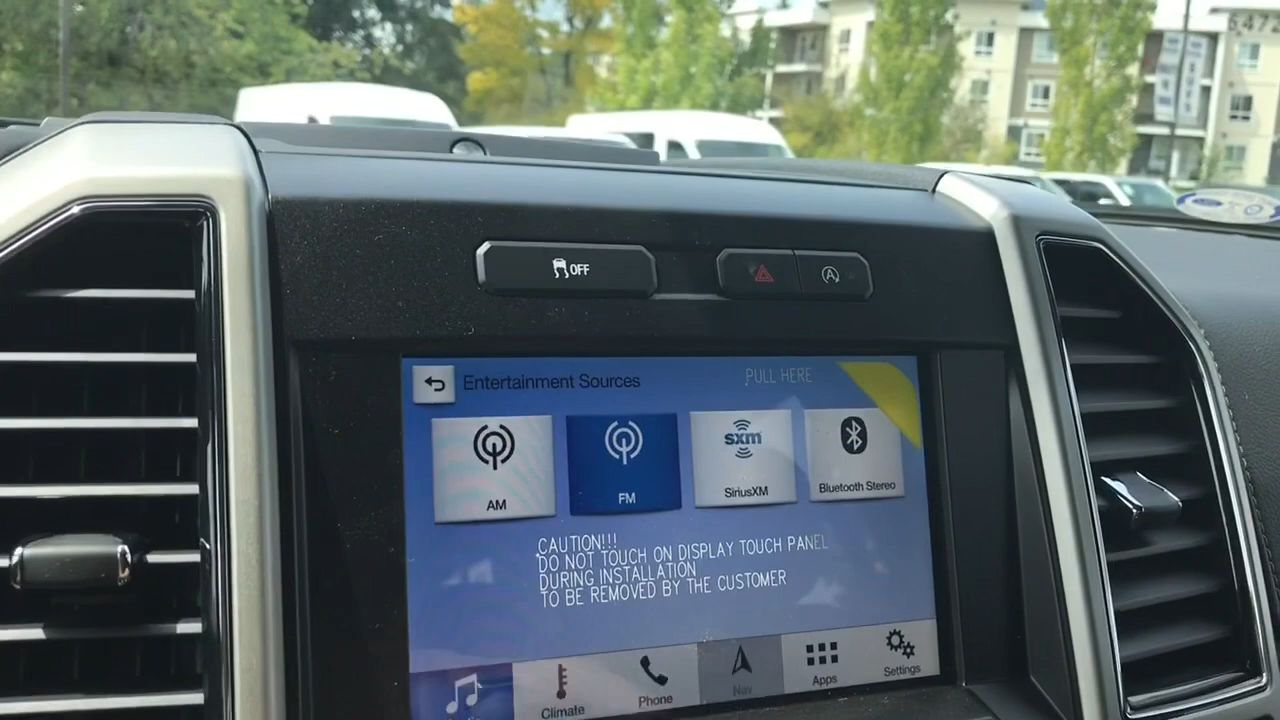 5472
OFF
Entertainment Sources
PULL HERE
AM
FM
sxm
SiriusXM
Bluetooth Stereo
CAUTION!!!
DO NOT TOUCH ON DISPLAY TOUCH PANEL
DURING INSTALLATION
TO BE REMOVED BY THE CUSTOMER
Climate
Phone
Nav
Apps
Settings